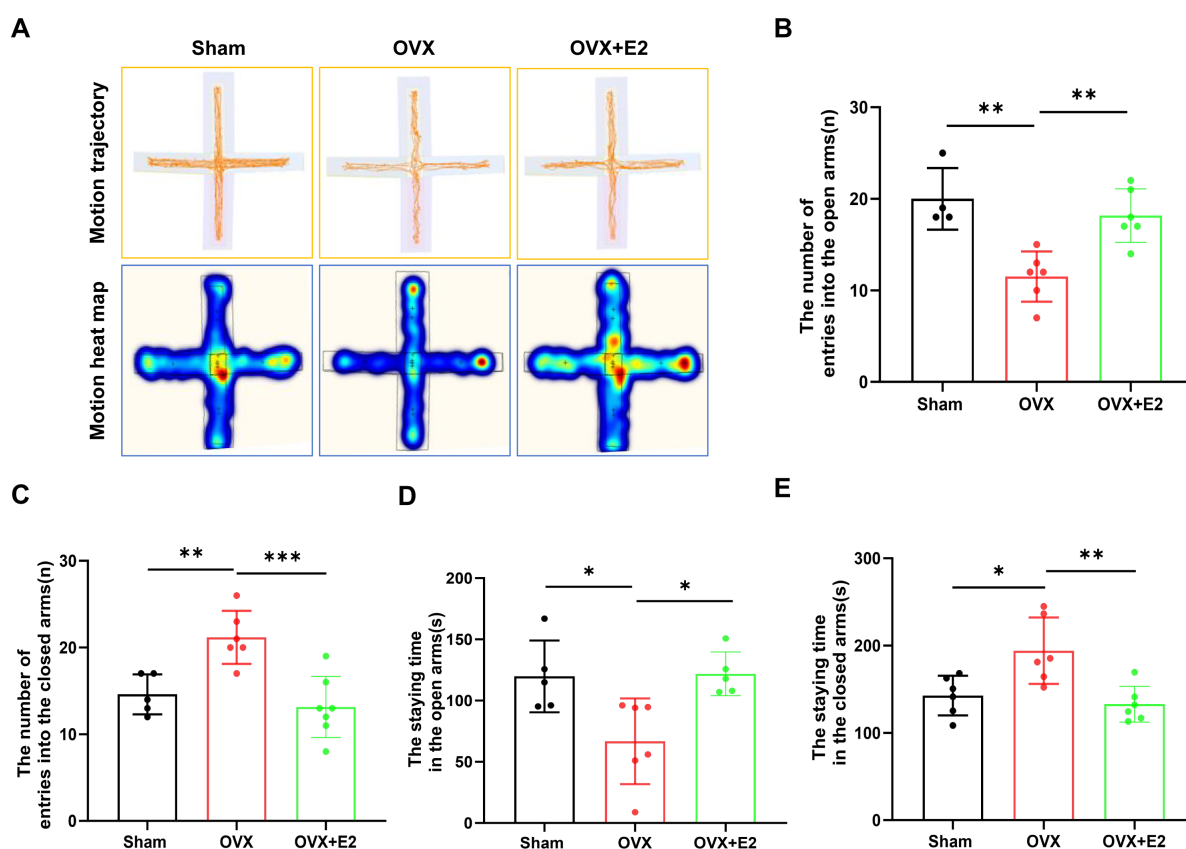 A
Sham
OVX
OVX+E2
Motion trajectory
Motion heat map
B
The number of
entries into the open arms(n)
30
20
10
0
**
**
Sham
OVX
OVX+E2
C
The number of
entries into the closed arms(n)
30
20
10
0
**
***
Sham
OVX
OVX+E2
D
The staying time
in the open arms(s)
200
150
100
50
0
*
*
Sham
OVX
OVX+E2
E
The staying time
in the closed arms(s)
300
200
100
0
*
**
Sham
OVX
OVX+E2